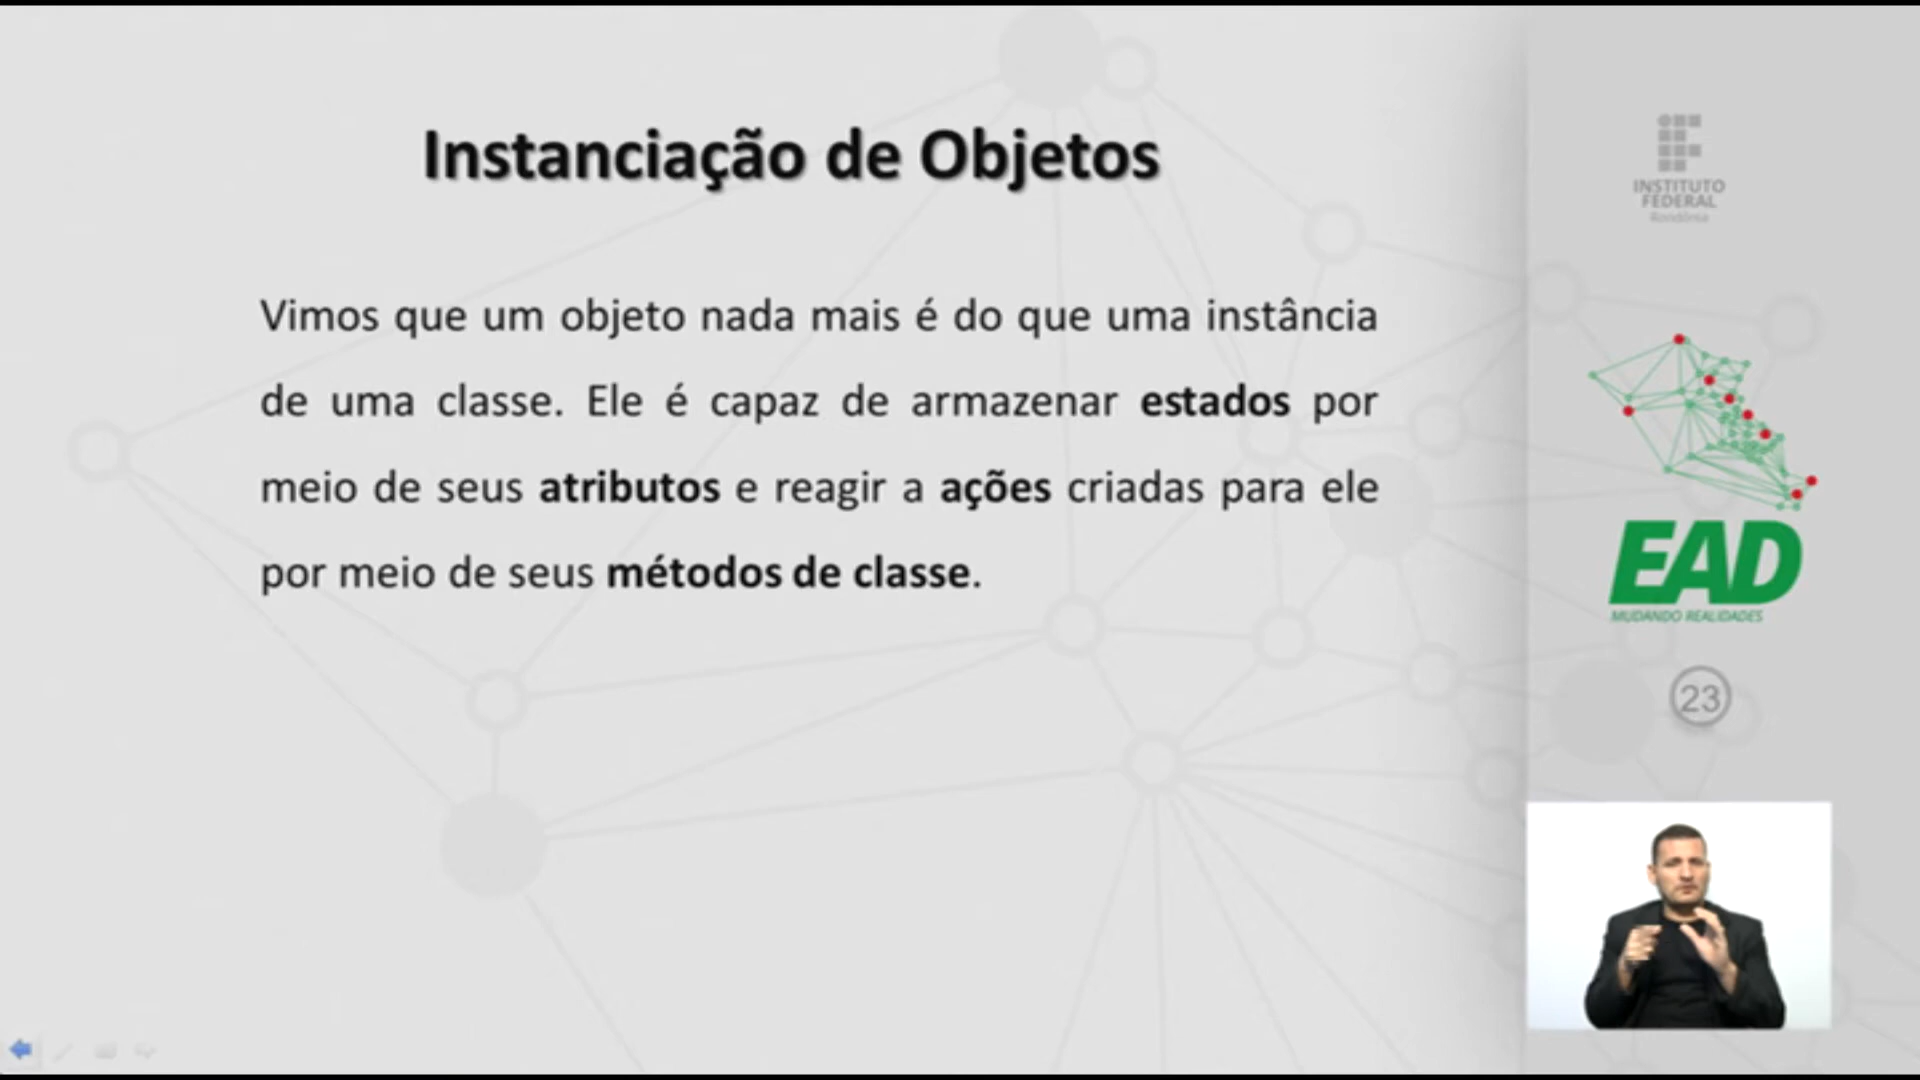 Instanciação de Objetos
Vimos que um objeto nada mais é do que uma instância
de uma classe. Ele é capaz de armazenar estados por
meio de seus atributos e reagir a ações criadas para ele
por meio de seus métodos de classe.
INSTITUTO
FEDERAL
Rondônia
EAD
MUDANDO REALIDADES
23